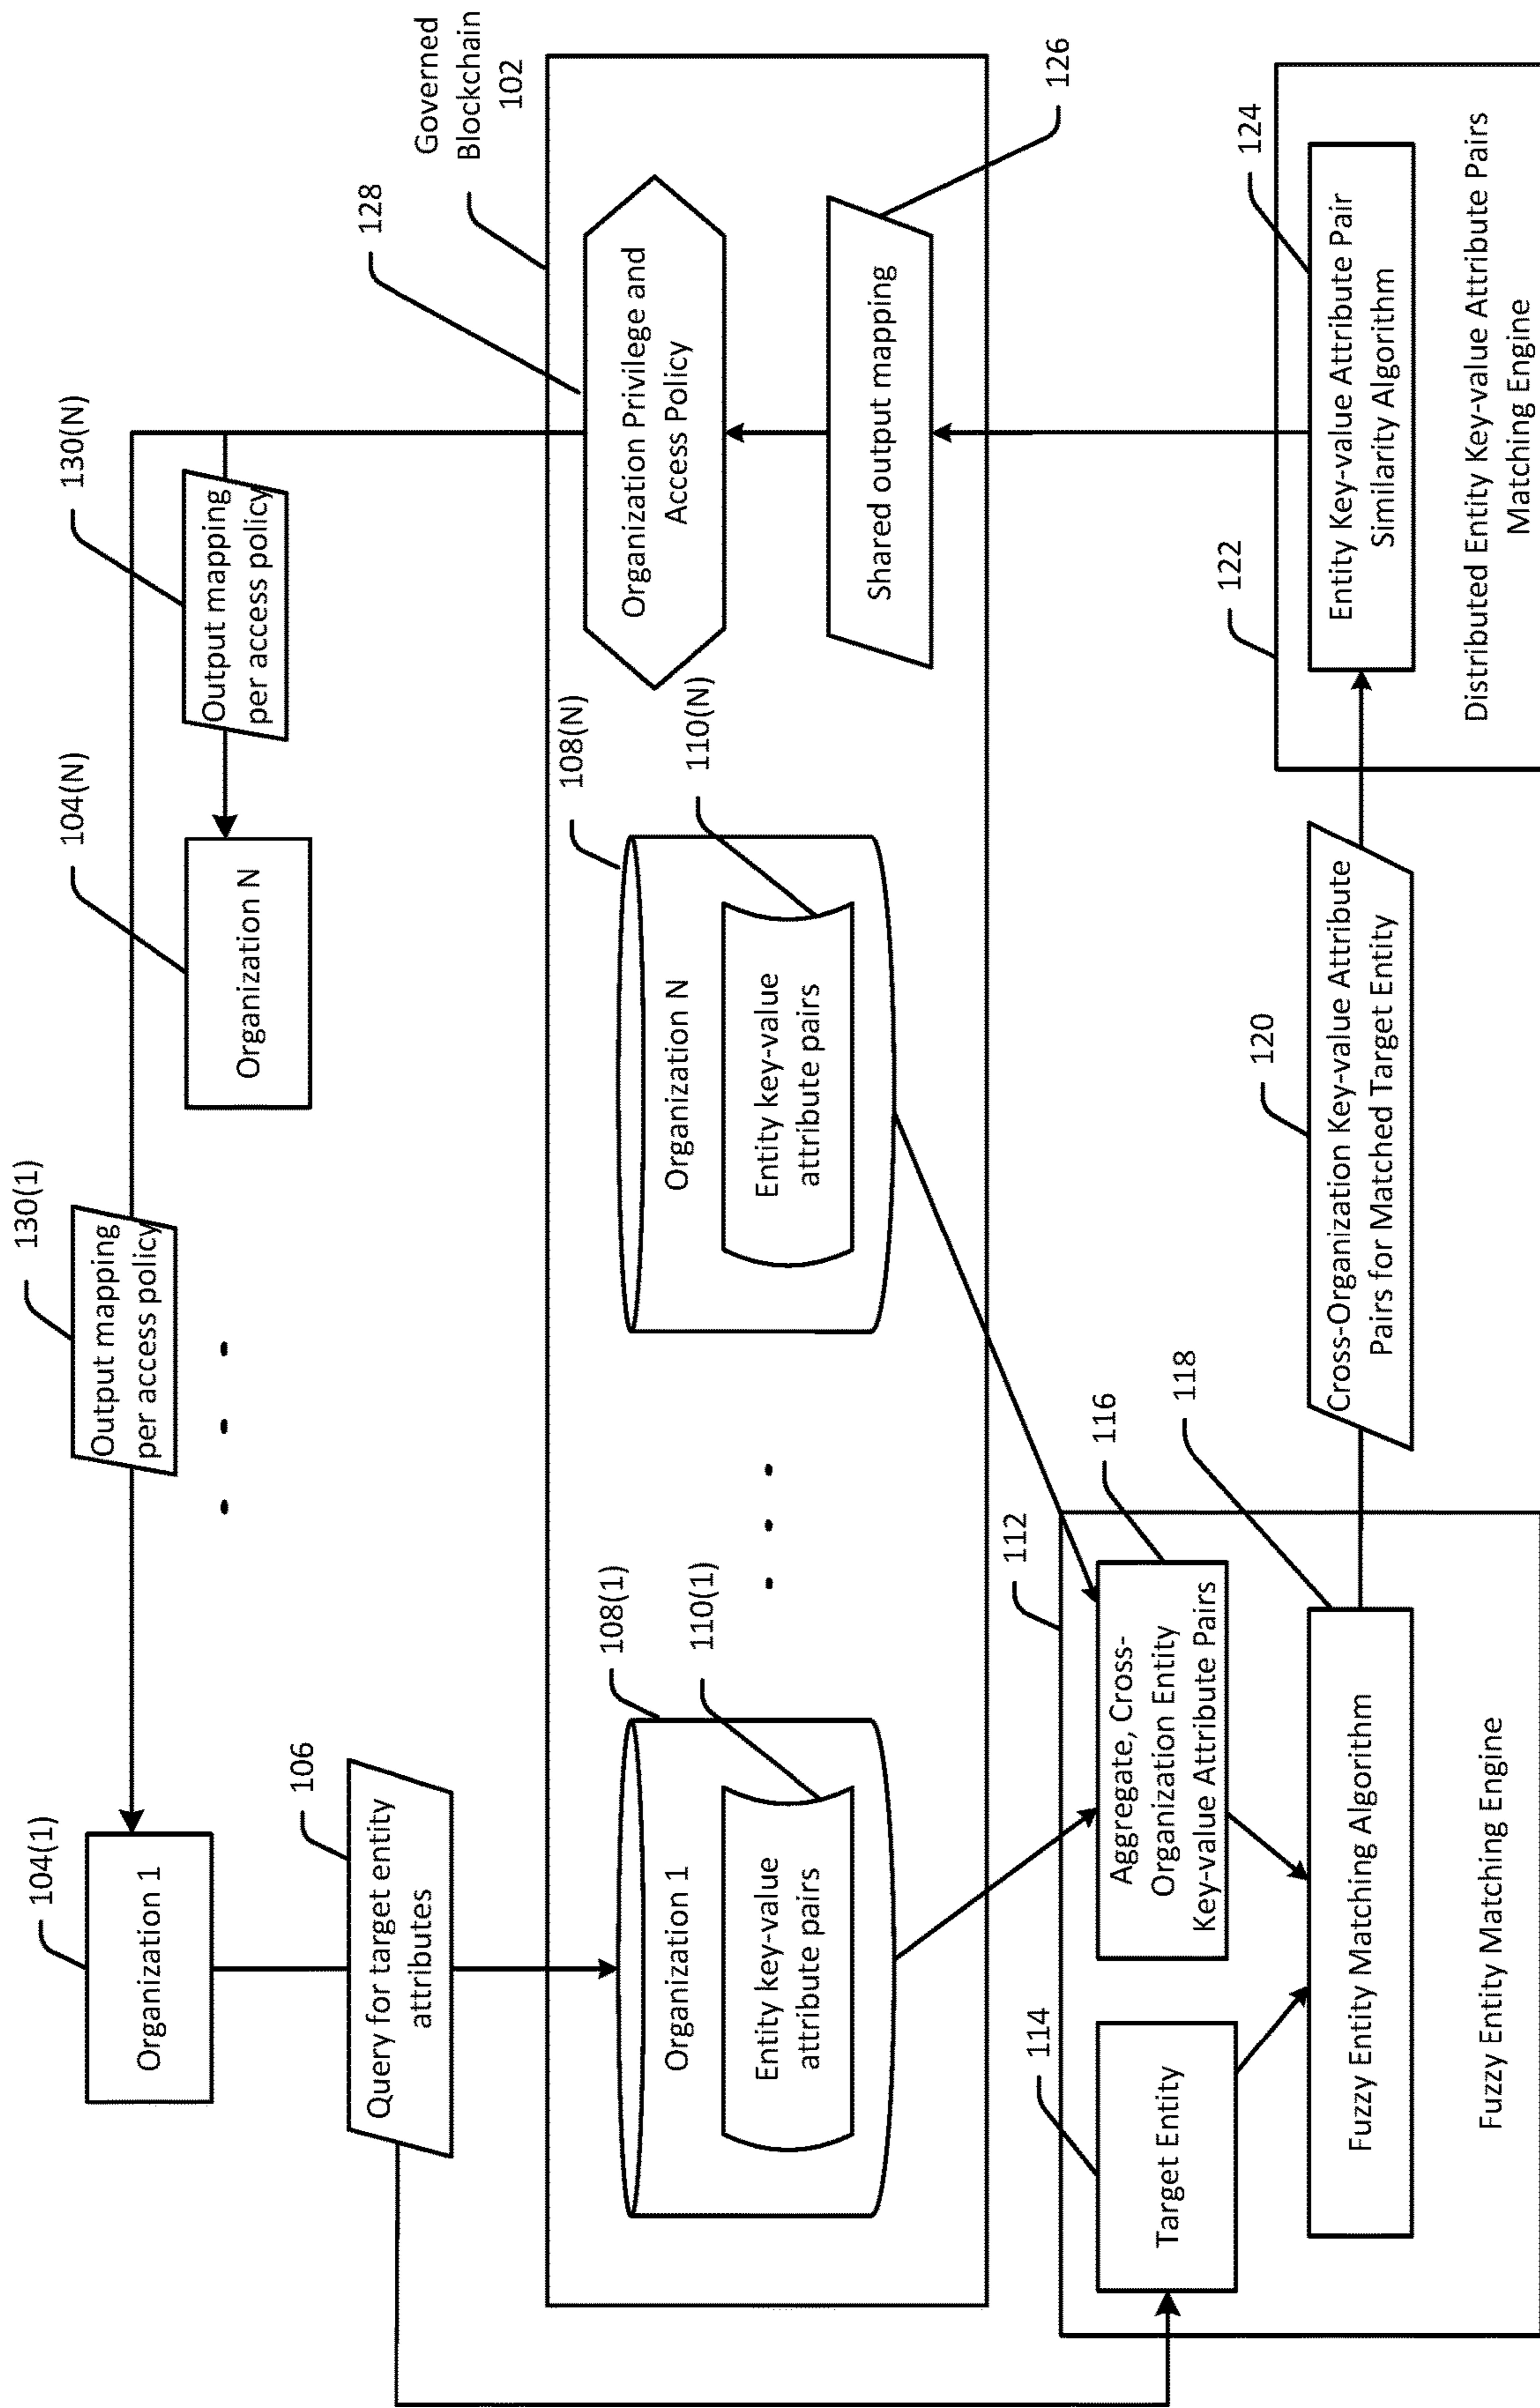 104(1)
Organization 1
130(1)
Output mapping
per access policy
104(N)
Organization N
130(N)
Output mapping
per access policy
106
Query for target entity
attributes
Governed
Blockchain
102
108(1)
Organization 1
110(1)
Entity key-value
attribute pairs
108(N)
Organization N
110(N)
Entity key-value
attribute pairs
128
Organization Privilege and
Access Policy
Shared output mapping
126
112
114
Target Entity
116
Aggregate, Cross-
Organization Entity
Key-value Attribute Pairs
118
Fuzzy Entity Matching Algorithm
Fuzzy Entity Matching Engine
120
Cross-Organization Key-value Attribute
Pairs for Matched Target Entity
122
124
Entity Key-value Attribute Pair
Similarity Algorithm
Distributed Entity Key-value Attribute Pairs
Matching Engine